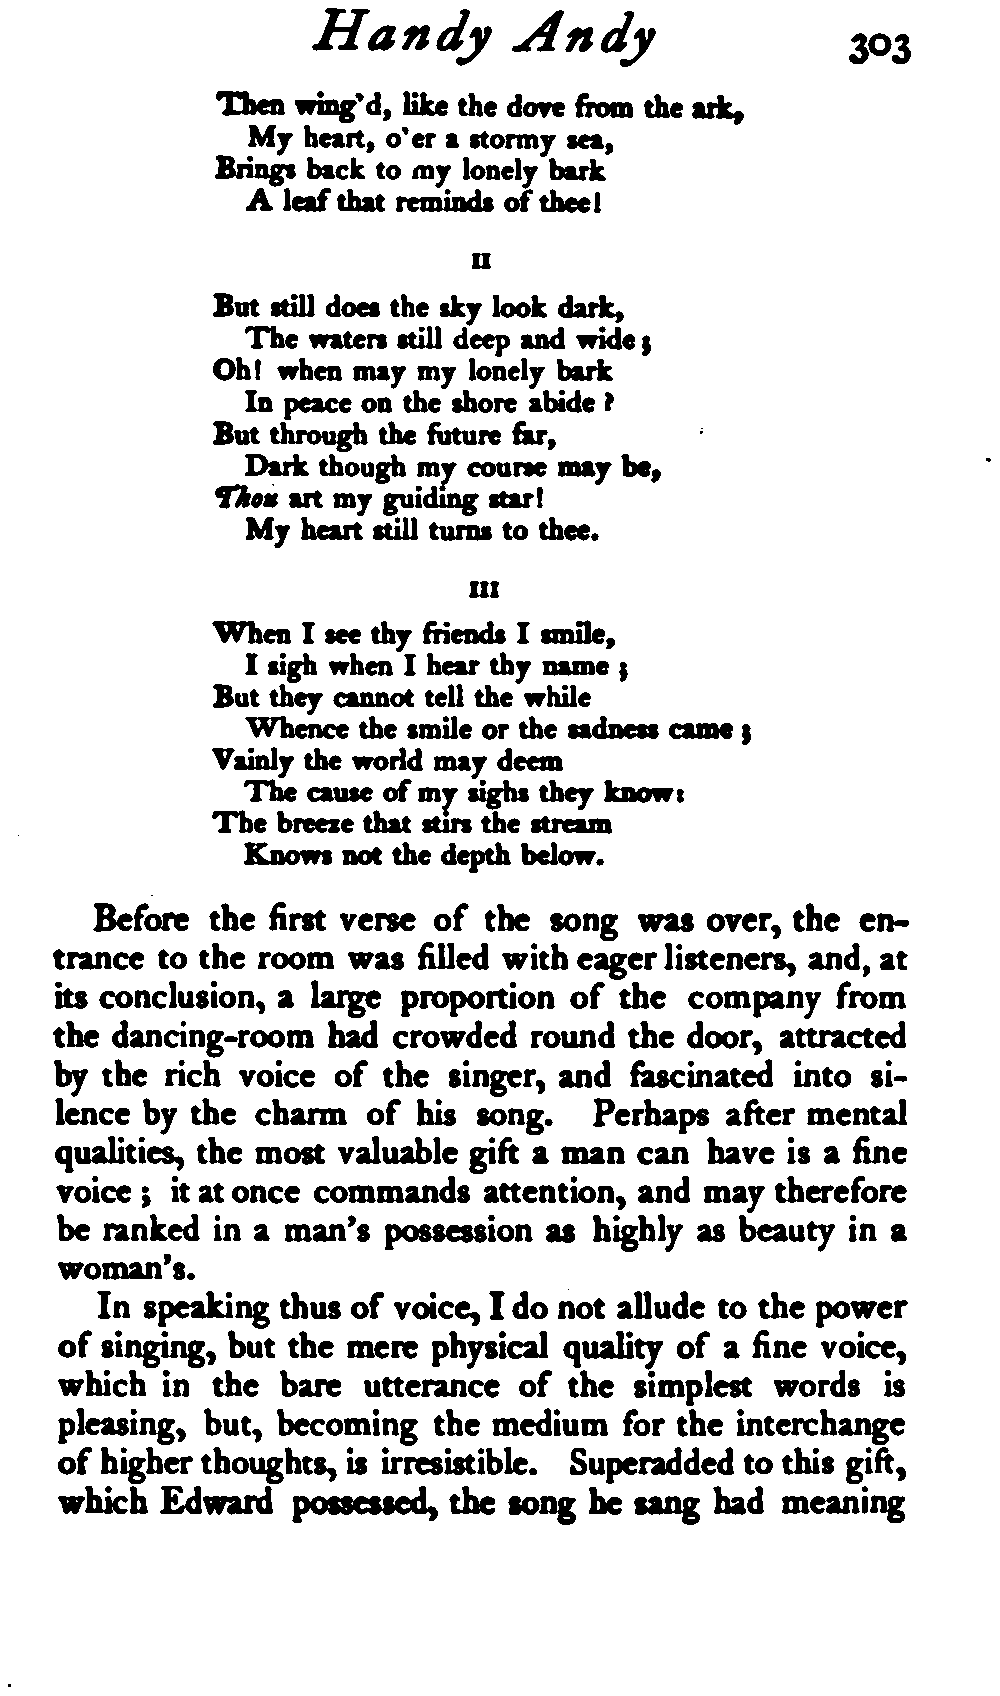 Handy Andy 303
Then wing'd, like the dove from the ark,
My heart, o'er a stormy sea,
Brings back to my lonely bark
A leaf that reminds of thee!
II
But still does the sky look dark,
The waters still deep and wide;
Oh! when may my lonely bark
In peace on the shore abide?
But through the future far,
Dark though my course may be,
Thou art my guiding star!
My heart still turns to thee.
III
When I see thy friends I smile,
I sigh when I hear thy name;
But they cannot tell the while
Whence the smile or the sadness came;
Vainly the world may deem
The cause of my sighs they know:
The breeze that stirs the stream
Knows not the depth below.
Before the first verse of the song was over, the en-
trance to the room was filled with eager listeners, and, at
its conclusion, a large proportion of the company from
the dancing-room had crowded round the door, attracted
by the rich voice of the singer, and fascinated into si-
lence by the charm of his song. Perhaps after mental
qualities, the most valuable gift a man can have is a fine
voice; it at once commands attention, and may therefore
be ranked in a man's possession as highly as beauty in a
woman's.
In speaking thus of voice, I do not allude to the power
of singing, but the mere physical quality of a fine voice,
which in the bare utterance of the simplest words is
pleasing, but, becoming the medium for the interchange
of higher thoughts, is irresistible. Superadded to this gift,
which Edward possessed, the song he sang had meaning